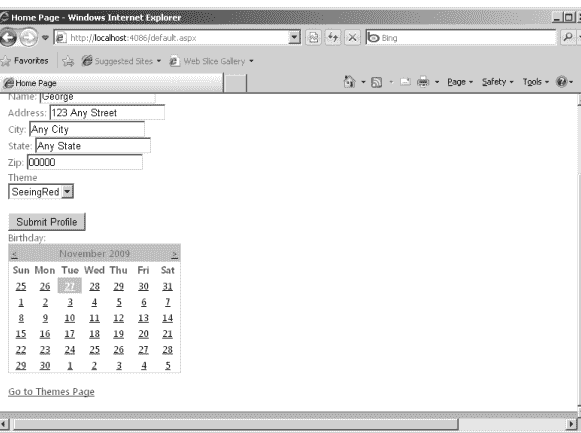 Home Page - Windows Internet Explorer
http://localhost:4086/default.aspx
Bing
Favorites Suggested Sites Web Slice Gallery
Home Page Page Safety Tools
Name: George
Address: 123 Any Street
City: Any City
State: Any State
Zip: 00000
Theme
SeeingRed
Submit Profile
Birthday:
< November 2009 >
Sun Mon Tue Wed Thu Fri Sat
25 26 27 28 29 30 31
1 2 3 4 5 6 7
8 9 10 11 12 13 14
15 16 17 18 19 20 21
22 23 24 25 26 27 28
29 30 1 2 3 4 5
Go to Themes Page